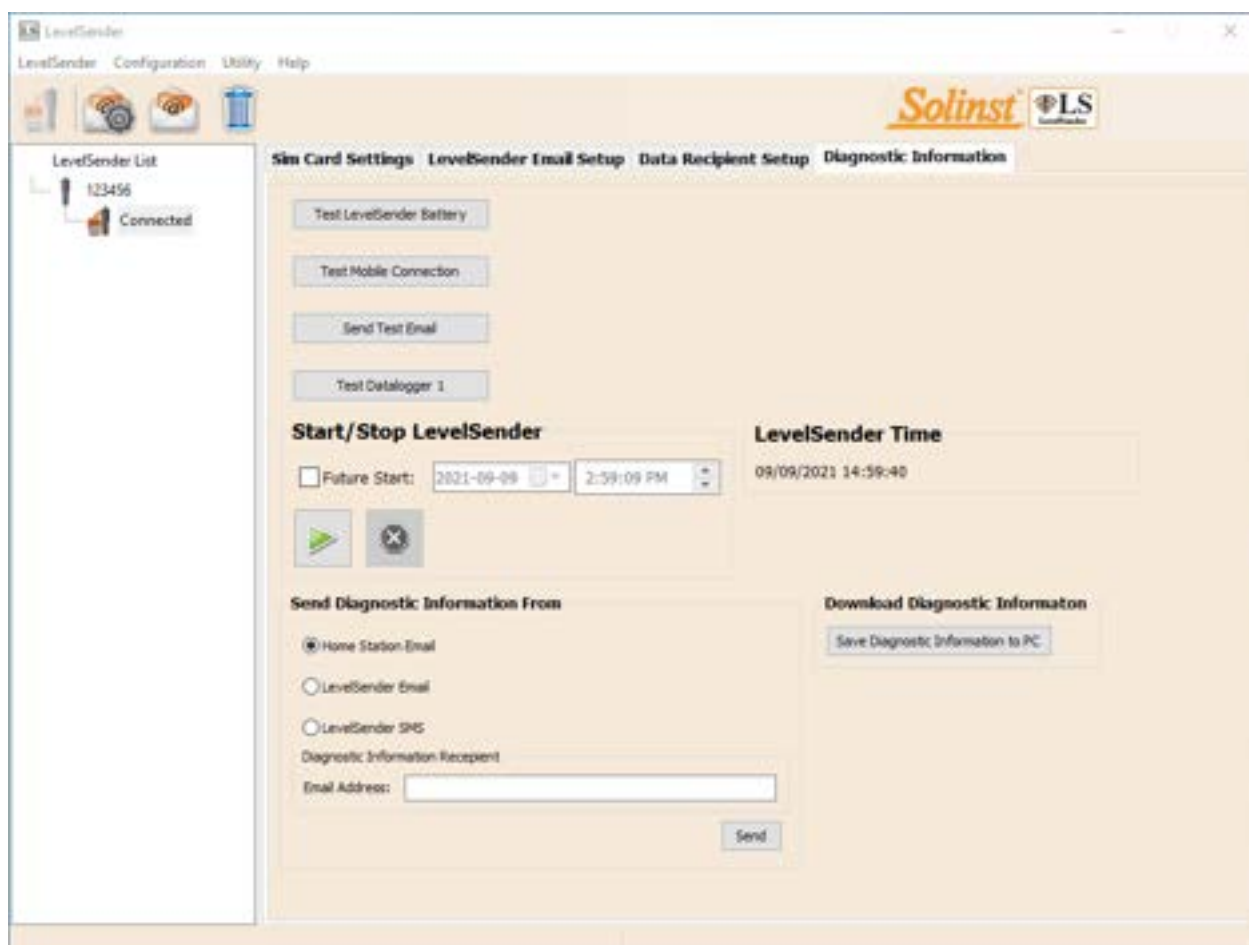 LS LevelSender
LevelSender Configuration Utility Help
Solinst LS
LevelSender
LevelSender List
123456
Connected
Sim Card Settings LevelSender Email Setup Data Recipient Setup Diagnostic Information
Test LevelSender Battery
Test Mobile Connection
Send Test Email
Test Datalogger 1
Start/Stop LevelSender
Future Start: 2021-09-09 2:59:09 PM
LevelSender Time
09/09/2021 14:59:40
Send Diagnostic Information From
Home Station Email
LevelSender Email
LevelSender SMS
Diagnostic Information Recepient
Email Address:
Send
Download Diagnostic Informaton
Save Diagnostic Information to PC